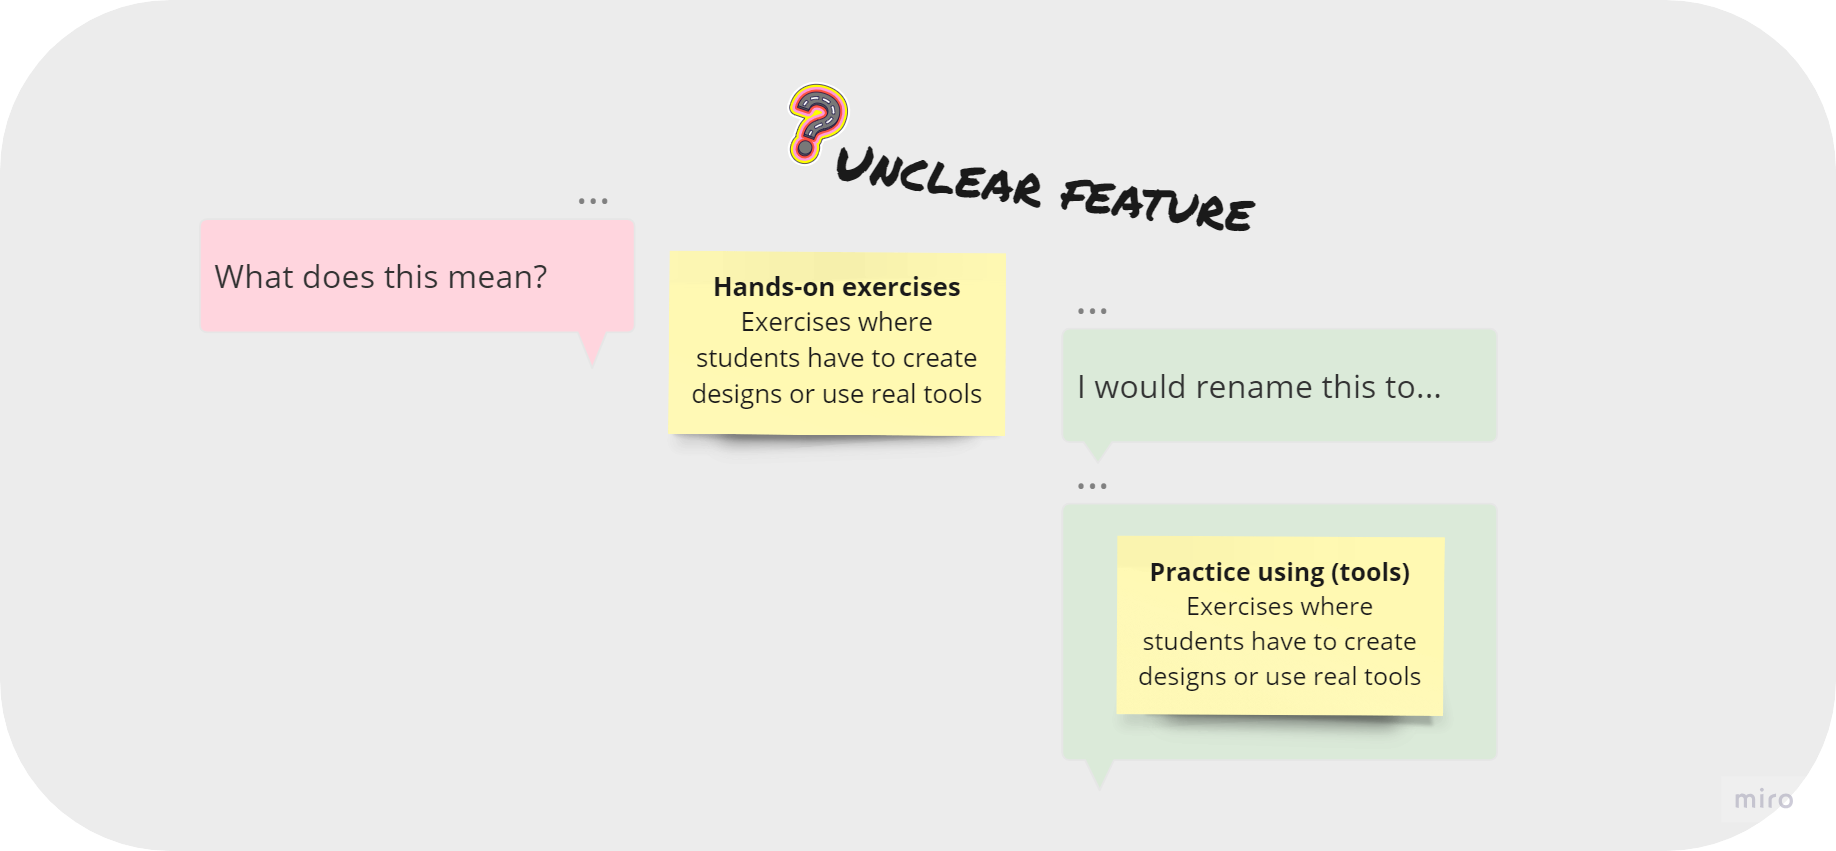 UNCLEAR FEATURE
...
What does this mean?
Hands-on exercises
Exercises where
students have to create
designs or use real tools
...
I would rename this to...
...
Practice using (tools)
Exercises where
students have to create
designs or use real tools
miro